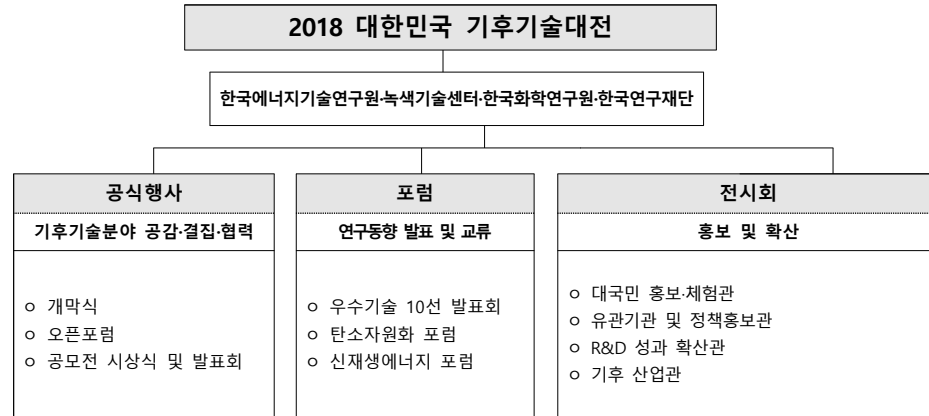 2018 대한민국 기후기술대전
한국에너지기술연구원·녹색기술센터·한국화학연구원·한국연구재단
공식행사
기후기술분야 공감·결집·협력
ㅇ 개막식
ㅇ 오픈포럼
ㅇ 공모전 시상식 및 발표회
포럼
연구동향 발표 및 교류
ㅇ 우수기술 10선 발표회
ㅇ 탄소자원화 포럼
ㅇ 신재생에너지 포럼
전시회
홍보 및 확산
ㅇ 대국민 홍보·체험관
ㅇ 유관기관 및 정책홍보관
ㅇ R&D 성과 확산관
ㅇ 기후 산업관